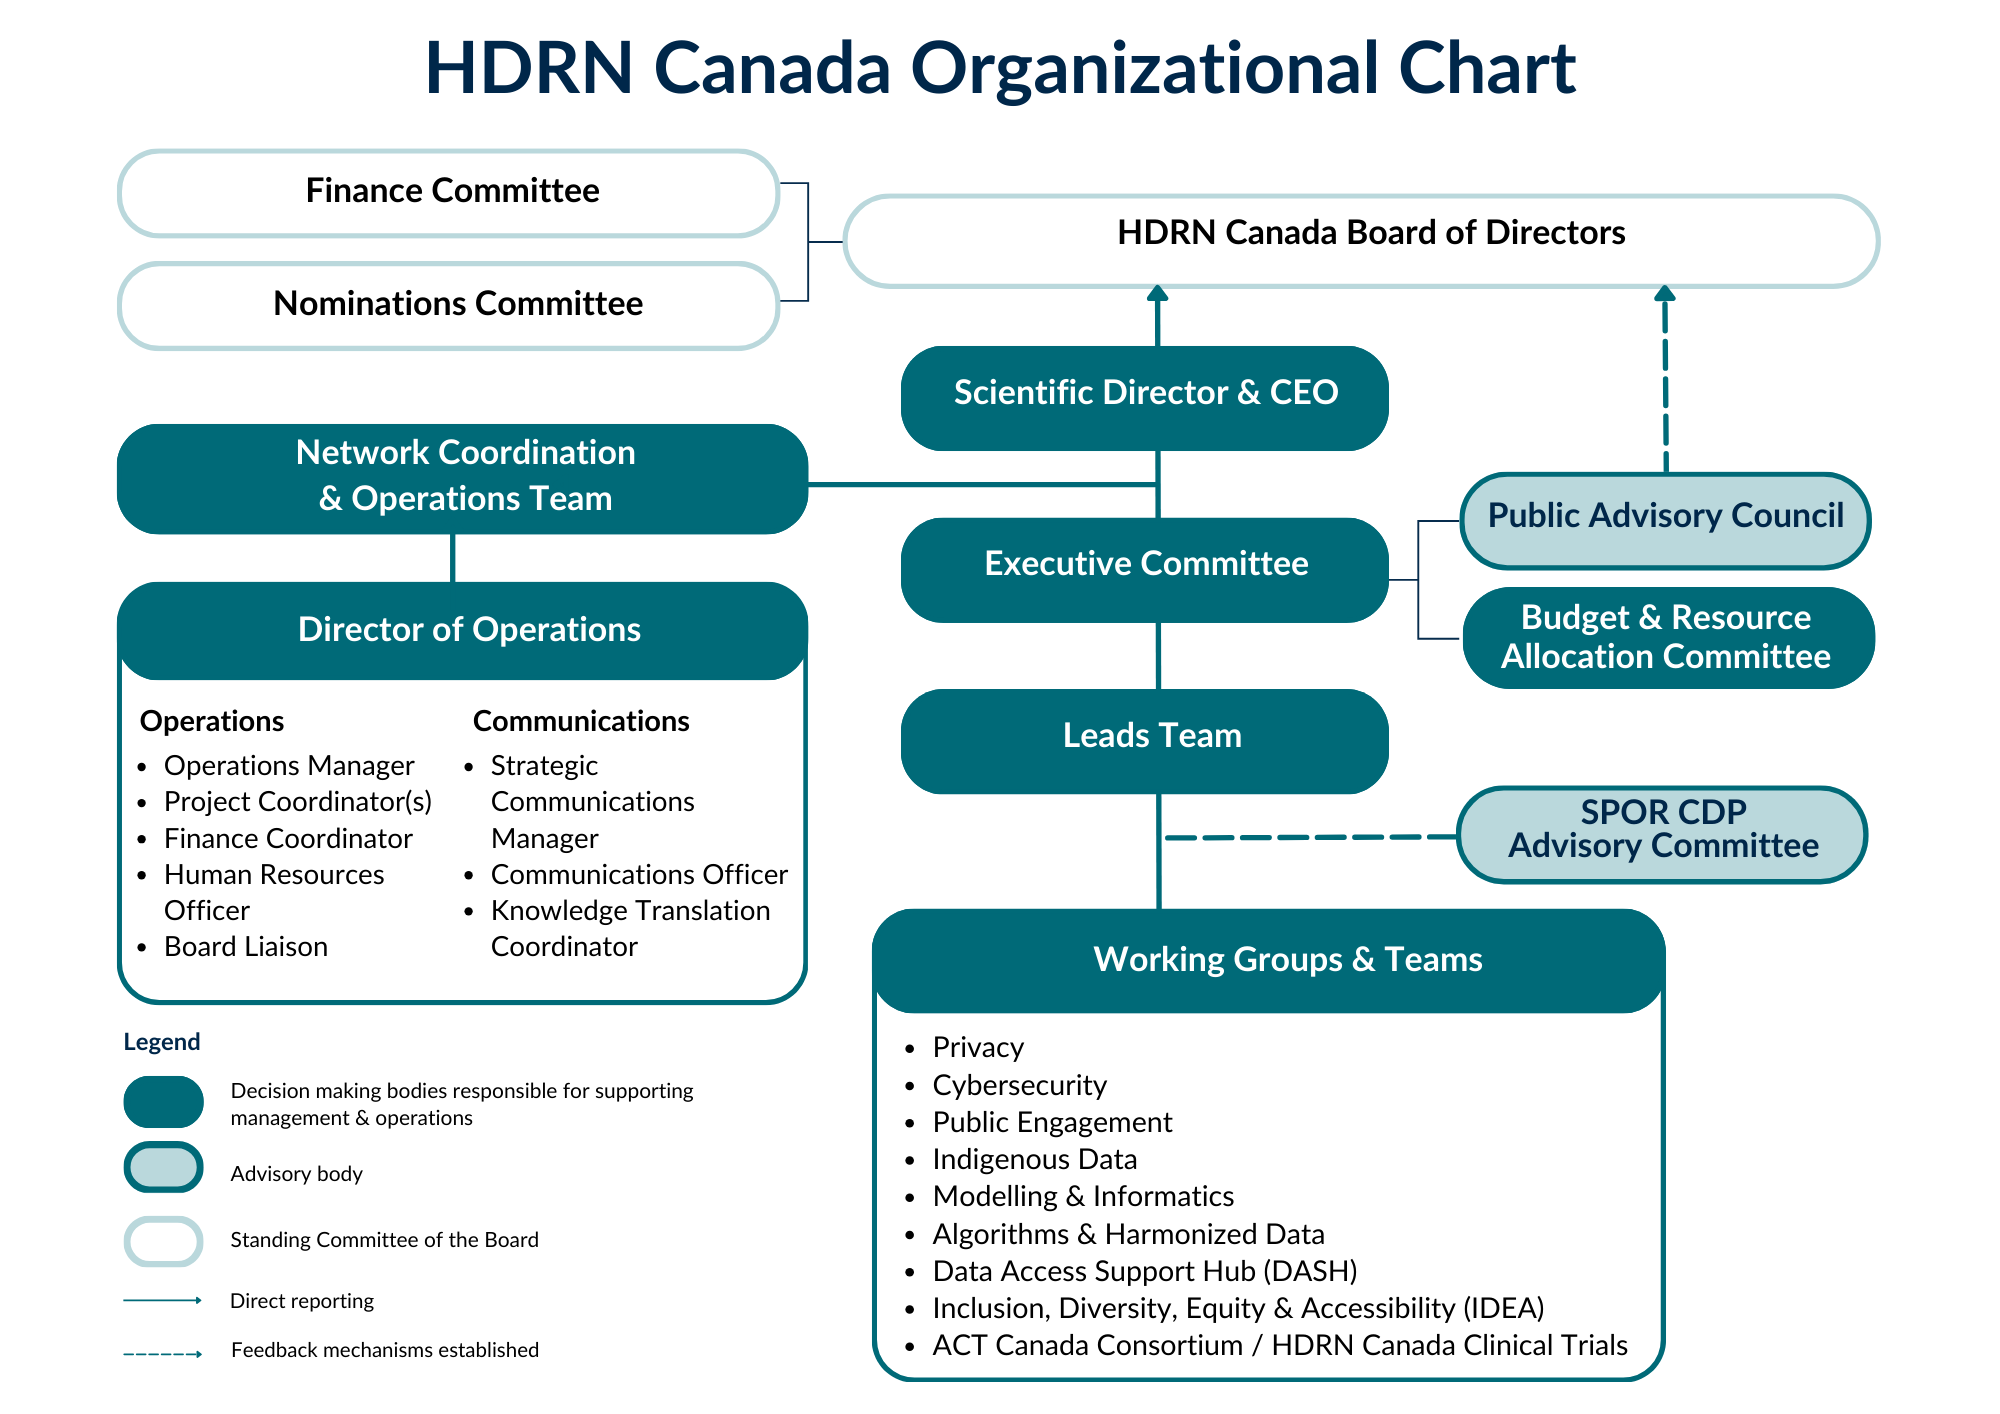 HDRN Canada Organizational Chart
Finance Committee
Nominations Committee
HDRN Canada Board of Directors
Scientific Director & CEO
Network Coordination
& Operations Team
Executive Committee
Public Advisory Council
Budget & Resource
Allocation Committee
Director of Operations
Operations
• Operations Manager
• Project Coordinator(s)
• Finance Coordinator
• Human Resources
Officer
• Board Liaison
Communications
• Strategic
Communications
Manager
• Communications Officer
• Knowledge Translation
Coordinator
Leads Team
SPOR CDP
Advisory Committee
Working Groups & Teams
• Privacy
• Cybersecurity
• Public Engagement
• Indigenous Data
• Modelling & Informatics
• Algorithms & Harmonized Data
• Data Access Support Hub (DASH)
• Inclusion, Diversity, Equity & Accessibility (IDEA)
• ACT Canada Consortium / HDRN Canada Clinical Trials
Legend
Decision making bodies responsible for supporting
management & operations
Advisory body
Standing Committee of the Board
Direct reporting
Feedback mechanisms established